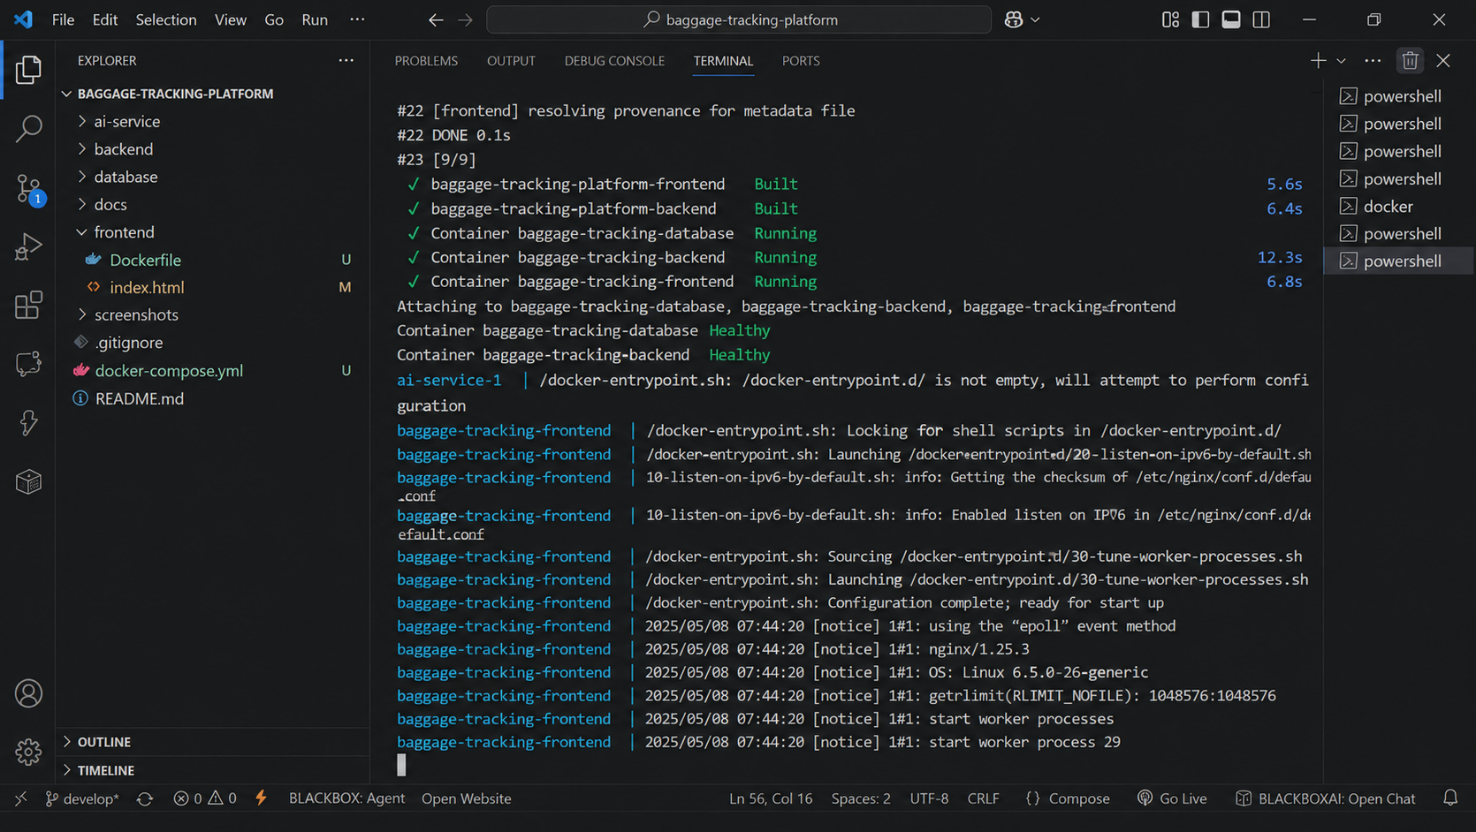 File Edit Selection View Go Run ··· baggage-tracking-platform
EXPLORER ···
BAGGAGE-TRACKING-PLATFORM
ai-service
backend
database
docs
frontend
Dockerfile U
index.html M
screenshots
.gitignore
docker-compose.yml U
README.md
OUTLINE
TIMELINE
1
PROBLEMS OUTPUT DEBUG CONSOLE TERMINAL PORTS
#22 [frontend] resolving provenance for metadata file
#22 DONE 0.1s
#23 [9/9]
✓ baggage-tracking-platform-frontend Built 5.6s
✓ baggage-tracking-platform-backend Built 6.4s
✓ Container baggage-tracking-database Running
✓ Container baggage-tracking-backend Running 12.3s
✓ Container baggage-tracking-frontend Running 6.8s
Attaching to baggage-tracking-database, baggage-tracking-backend, baggage-tracking-frontend
Container baggage-tracking-database Healthy
Container baggage-tracking-backend Healthy
ai-service-1 | /docker-entrypoint.sh: /docker-entrypoint.d/ is not empty, will attempt to perform confi
guration
baggage-tracking-frontend | /docker-entrypoint.sh: Locking for shell scripts in /docker-entrypoint.d/
baggage-tracking-frontend | /docker-entrypoint.sh: Launching /docker-entrypoint.d/20-listen-on-ipv6-by-default.sh
baggage-tracking-frontend | 10-listen-on-ipv6-by-default.sh: info: Getting the checksum of /etc/nginx/conf.d/defau
.conf
baggage-tracking-frontend | 10-listen-on-ipv6-by-default.sh: info: Enabled listen on IPV6 in /etc/nginx/conf.d/de
efault.conf
baggage-tracking-frontend | /docker-entrypoint.sh: Sourcing /docker-entrypoint.d/30-tune-worker-processes.sh
baggage-tracking-frontend | /docker-entrypoint.sh: Launching /docker-entrypoint.d/30-tune-worker-processes.sh
baggage-tracking-frontend | /docker-entrypoint.sh: Configuration complete; ready for start up
baggage-tracking-frontend | 2025/05/08 07:44:20 [notice] 1#1: using the “epoll” event method
baggage-tracking-frontend | 2025/05/08 07:44:20 [notice] 1#1: nginx/1.25.3
baggage-tracking-frontend | 2025/05/08 07:44:20 [notice] 1#1: OS: Linux 6.5.0-26-generic
baggage-tracking-frontend | 2025/05/08 07:44:20 [notice] 1#1: getrlimit(RLIMIT_NOFILE): 1048576:1048576
baggage-tracking-frontend | 2025/05/08 07:44:20 [notice] 1#1: start worker processes
baggage-tracking-frontend | 2025/05/08 07:44:20 [notice] 1#1: start worker process 29
powershell
powershell
powershell
powershell
docker
powershell
powershell
develop* 0 0 BLACKBOX: Agent Open Website Ln 56, Col 16 Spaces: 2 UTF-8 CRLF {} Compose Go Live BLACKBOXAI: Open Chat